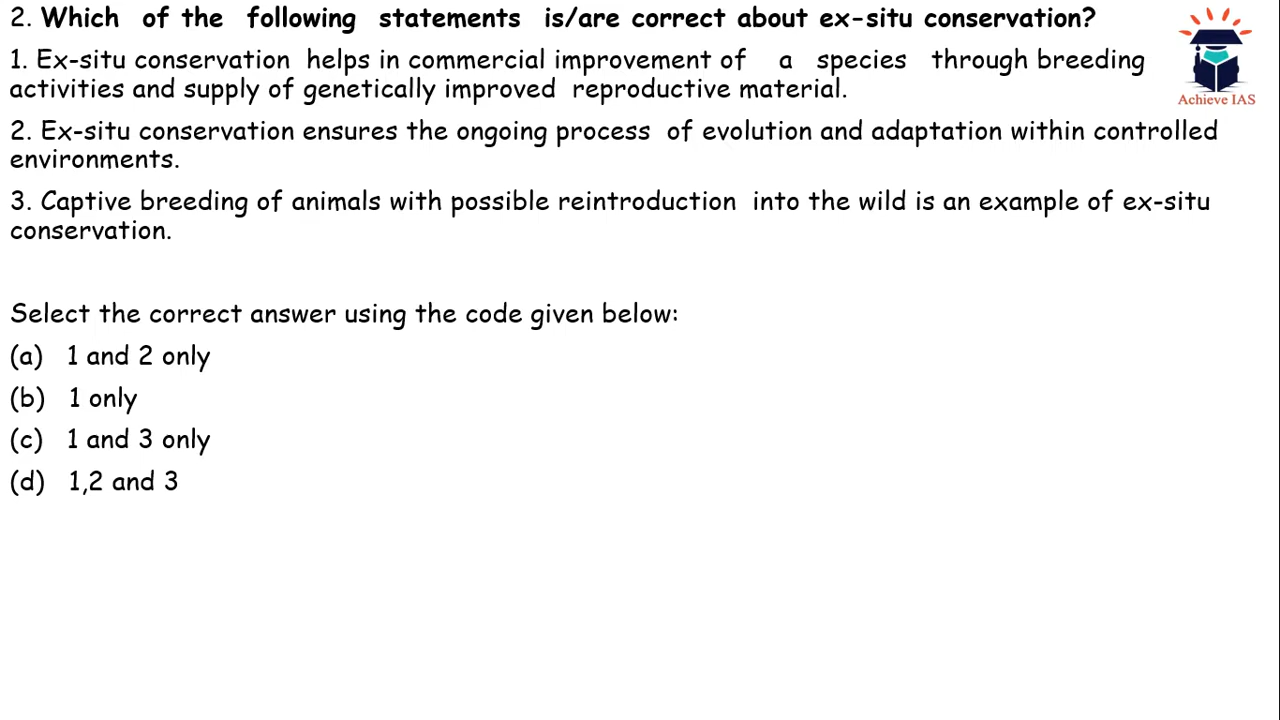 2. Which of the following statements is/are correct about ex-situ conservation?
1. Ex-situ conservation helps in commercial improvement of a species through breeding
activities and supply of genetically improved reproductive material.
Achieve IAS
2. Ex-situ conservation ensures the ongoing process of evolution and adaptation within controlled
environments.
3. Captive breeding of animals with possible reintroduction into the wild is an example of ex-situ
conservation.
Select the correct answer using the code given below:
(a) 1 and 2 only
(b) 1 only
(c) 1 and 3 only
(d) 1,2 and 3